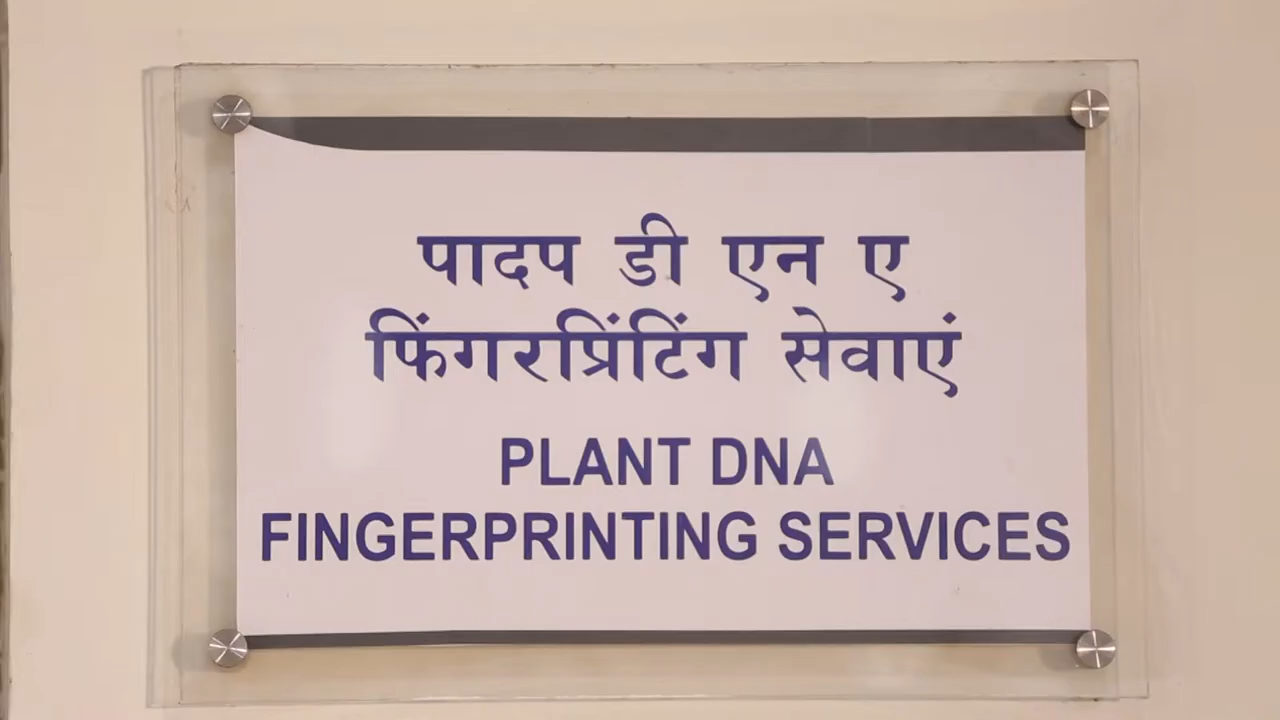 पादप डी एन ए
फिंगरप्रिंटिंग सेवाएं
PLANT DNA
FINGERPRINTING SERVICES